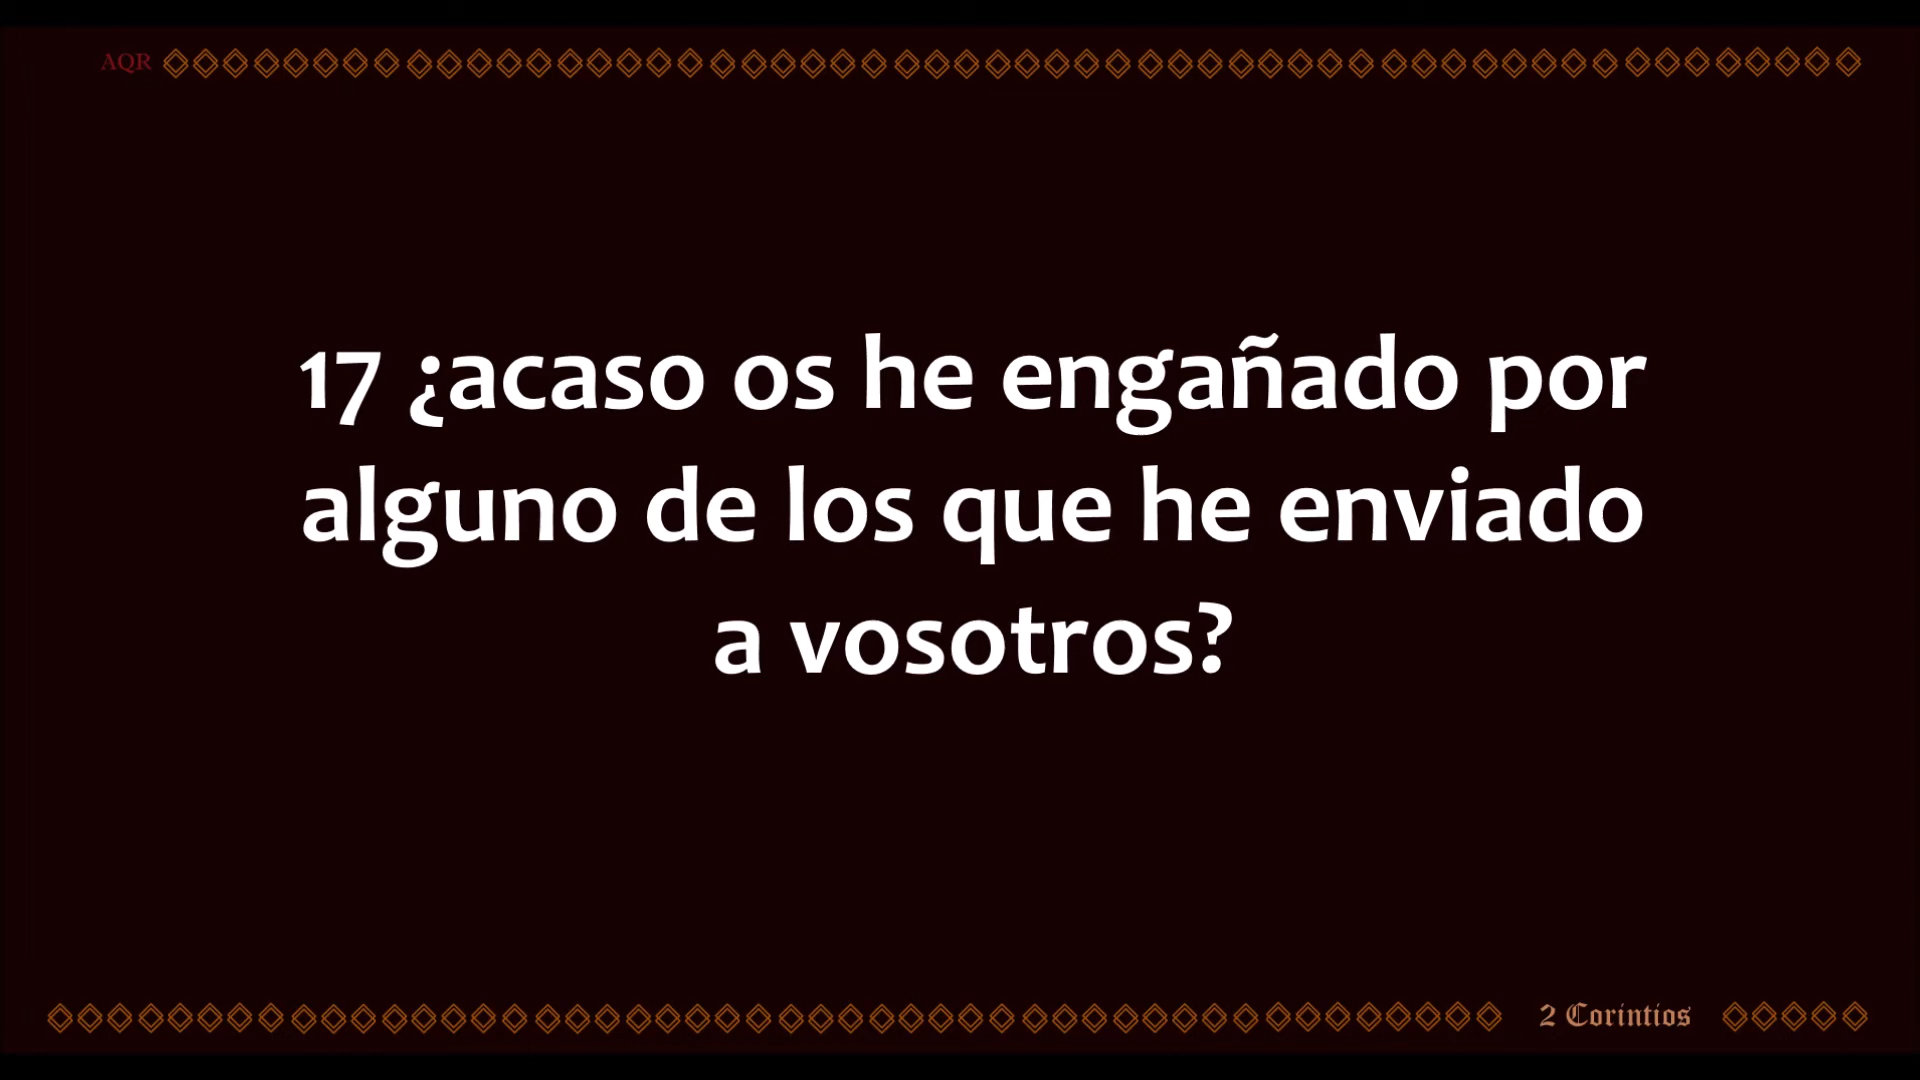 AQR
17 ¿acaso os he engañado por
alguno de los que he enviado
a vosotros?
2 Corintios